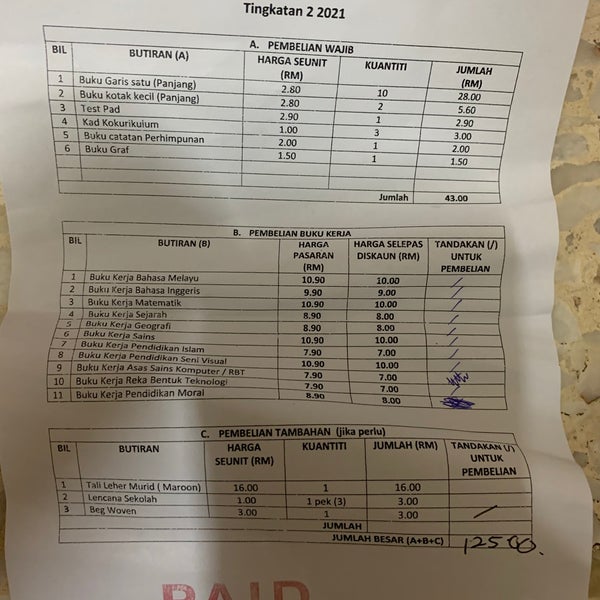 Tingkatan 2 2021
A. PEMBELIAN WAJIB
BIL BUTIRAN (A) HARGA SEUNIT (RM) KUANTITI JUMLAH (RM)
1 Buku Garis satu (Panjang) 2.80 10 28.00
2 Buku kotak kecil (Panjang) 2.80 2 5.60
3 Test Pad 2.90 1 2.90
4 Kad Kokurikulum 1.00 3 3.00
5 Buku catatan Perhimpunan 2.00 1 2.00
6 Buku Graf 1.50 1 1.50
Jumlah 43.00
B. PEMBELIAN BUKU KERJA
BIL BUTIRAN (B) HARGA PASARAN (RM) HARGA SELEPAS DISKAUN (RM) TANDAKAN (/) UNTUK PEMBELIAN
1 Buku Kerja Bahasa Melayu 10.90 10.00 /
2 Buku Kerja Bahasa Inggeris 9.90 9.00 /
3 Buku Kerja Matematik 10.90 10.00 /
4 Buku Kerja Sejarah 8.90 8.00 /
5 Buku Kerja Geografi 8.90 8.00 /
6 Buku Kerja Sains 10.90 10.00 /
7 Buku Kerja Pendidikan Islam 7.90 7.00 /
8 Buku Kerja Pendidikan Seni Visual 10.90 10.00 /
9 Buku Kerja Asas Sains Komputer / RBT 7.90 7.00
10 Buku Kerja Reka Bentuk Teknologi 7.90 7.00
11 Buku Kerja Pendidikan Moral 8.90 8.00
C. PEMBELIAN TAMBAHAN (jika perlu)
BIL BUTIRAN HARGA SEUNIT (RM) KUANTITI JUMLAH (RM) TANDAKAN (/) UNTUK PEMBELIAN
1 Tali Leher Murid ( Maroon) 16.00 1 16.00
2 Lencana Sekolah 1.00 1 pek (3) 3.00
3 Beg Woven 3.00 1 3.00 /
JUMLAH
JUMLAH BESAR (A+B+C) 125.00.
PAID